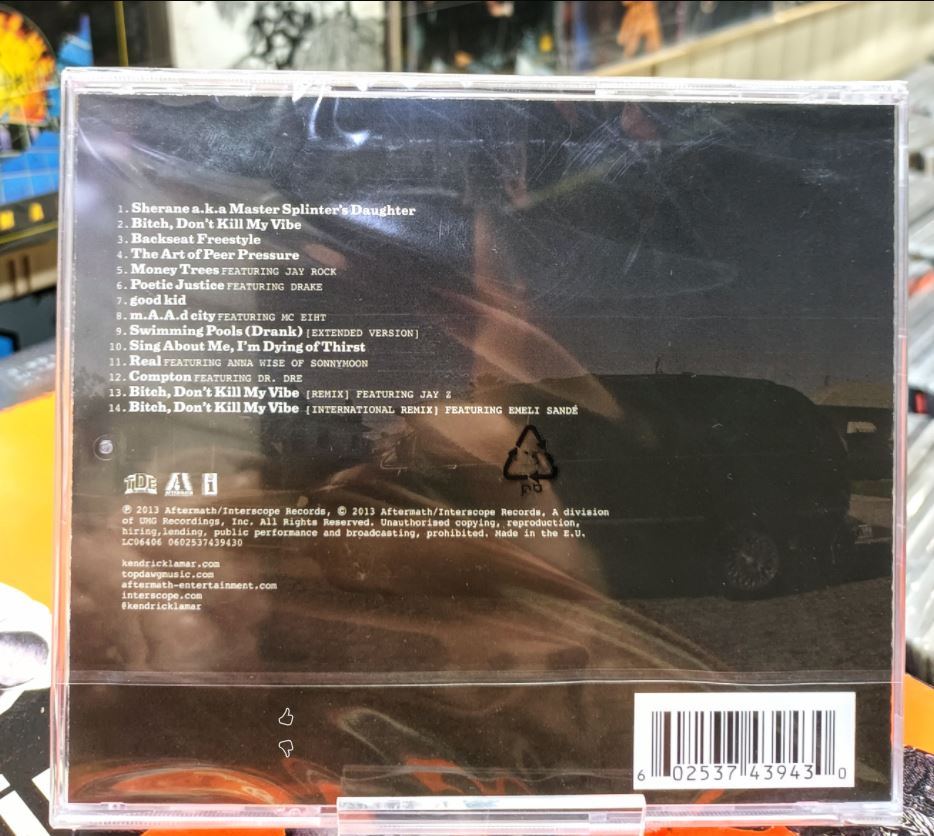 1. Sherane a.k.a Master Splinter's Daughter
2. Bitch, Don't Kill My Vibe
3. Backseat Freestyle
4. The Art of Peer Pressure
5. Money Trees FEATURING JAY ROCK
6. Poetic Justice FEATURING DRAKE
7. good kid
8. m.A.A.d city FEATURING MC EIHT
9. Swimming Pools (Drank) [EXTENDED VERSION]
10. Sing About Me, I'm Dying of Thirst
11. Real FEATURING ANNA WISE OF SONNYMOON
12. Compton FEATURING DR. DRE
13. Bitch, Don't Kill My Vibe [REMIX] FEATURING JAY Z
14. Bitch, Don't Kill My Vibe [INTERNATIONAL REMIX] FEATURING EMELI SANDÉ
TDE AFTERMATH i
℗ 2013 Aftermath/Interscope Records, © 2013 Aftermath/Interscope Records, A division
of UMG Recordings, Inc. All Rights Reserved. Unauthorised copying, reproduction,
hiring,lending, public performance and broadcasting, prohibited. Made in the E.U.
LC06406 0602537439430
kendricklamar.com
topdawgmusic.com
aftermath-entertainment.com
interscope.com
@kendricklamar
6 02537 43943 0